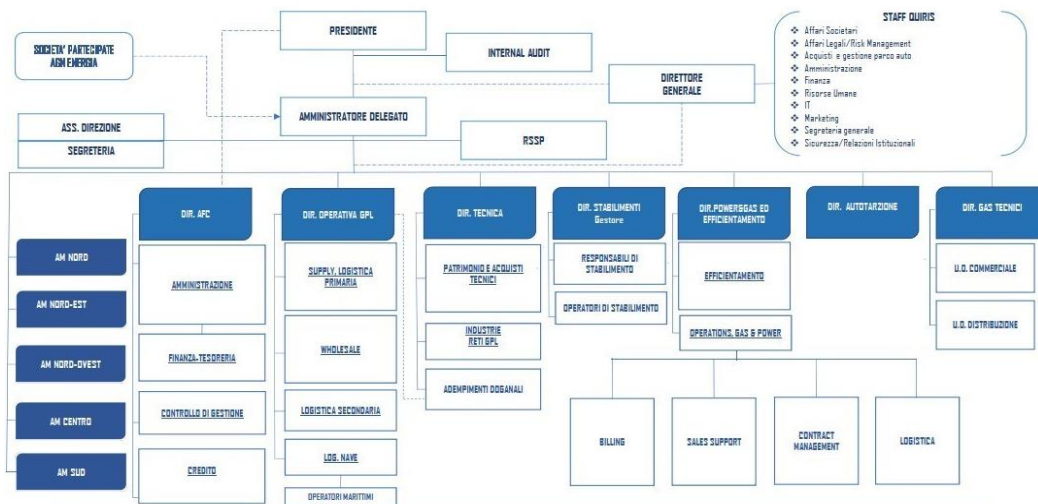 PRESIDENTE
SOCIETA' PARTECIPATE
AGN ENERGIA
INTERNAL AUDIT
DIRETTORE
GENERALE
STAFF QUIRIS
❖ Affari Societari
❖ Affari Legali/Risk Management
❖ Acquisti e gestione parco auto
❖ Amministrazione
❖ Finanza
❖ Risorse Umane
❖ IT
❖ Marketing
❖ Segreteria generale
❖ Sicurezza/Relazioni Istituzionali
AMMINISTRATORE DELEGATO
ASS. DIREZIONE
SEGRETERIA
RSSP
AM NORD
AM NORD-EST
AM NORD-OVEST
AM CENTRO
AM SUD
DIR. AFC
AMMINISTRAZIONE
FINANZA-TESORERIA
CONTROLLO DI GESTIONE
CREDITO
DIR. OPERATIVA GPL
SUPPLY, LOGISTICA
PRIMARIA
WHOLESALE
LOGISTICA SECONDARIA
LOG. NAVE
OPERATORI MARITTIMI
DIR. TECNICA
PATRIMONIO E ACQUISTI
TECNICI
INDUSTRIE
RETI GPL
ADEMPIMENTI DOGANALI
DIR. STABILIMENTI
Gestore
RESPONSABILI DI
STABILIMENTO
OPERATORI DI STABILIMENTO
DIR.POWER&GAS ED
EFFICIENTAMENTO
EFFICIENTAMENTO
OPERATIONS, GAS & POWER
BILLING
SALES SUPPORT
CONTRACT
MANAGEMENT
LOGISTICA
DIR. AUTOTARZIONE
DIR. GAS TECNICI
U.O. COMMERCIALE
U.O. DISTRIBUZIONE